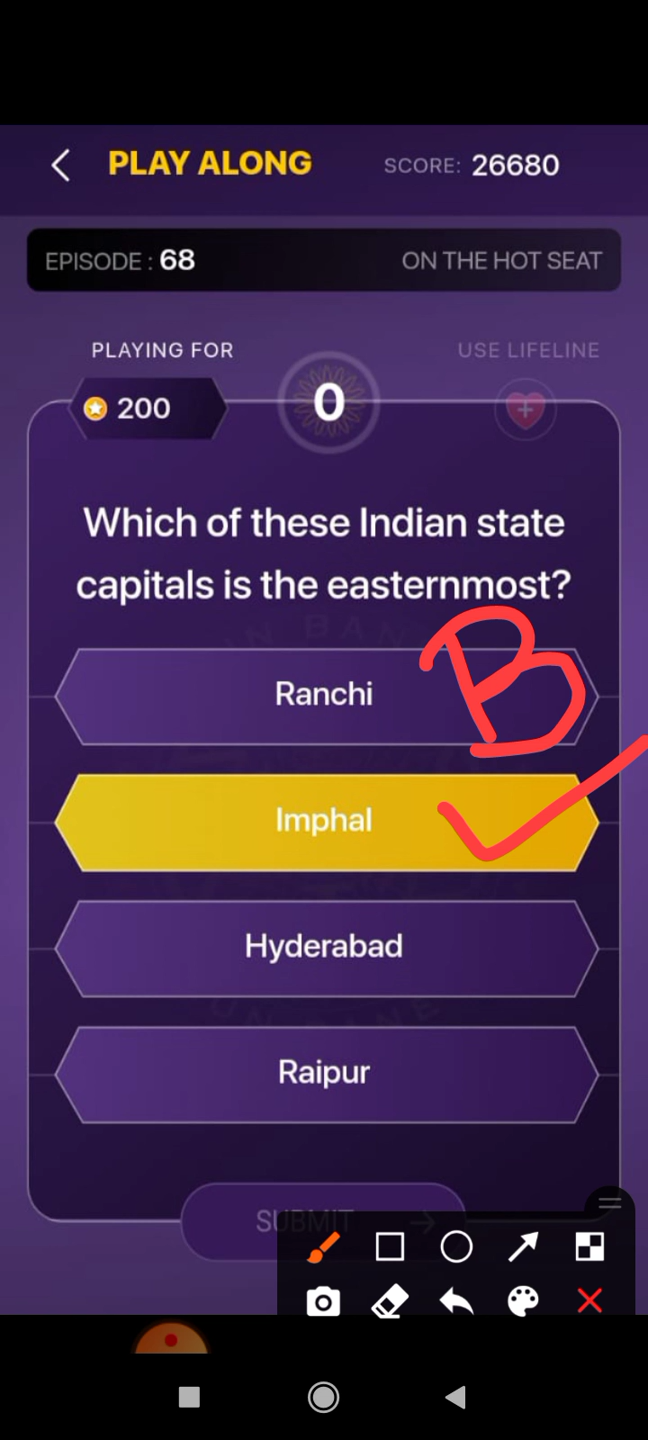 PLAY ALONG SCORE: 26680
EPISODE : 68 ON THE HOT SEAT
PLAYING FOR USE LIFELINE
200 0
Which of these Indian state
capitals is the easternmost?
B
Ranchi
Imphal
Hyderabad
Raipur
SUBMIT